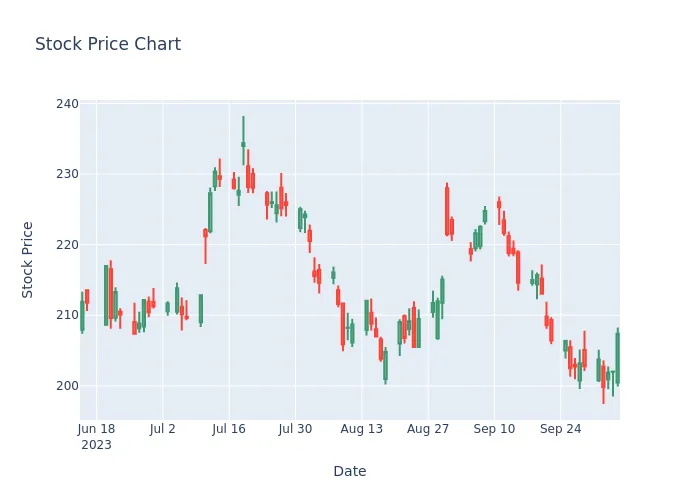 Stock Price Chart
240
230
220
210
200
Stock Price
Jun 18
2023
Jul 2
Jul 16
Jul 30
Aug 13
Aug 27
Sep 10
Sep 24
Date